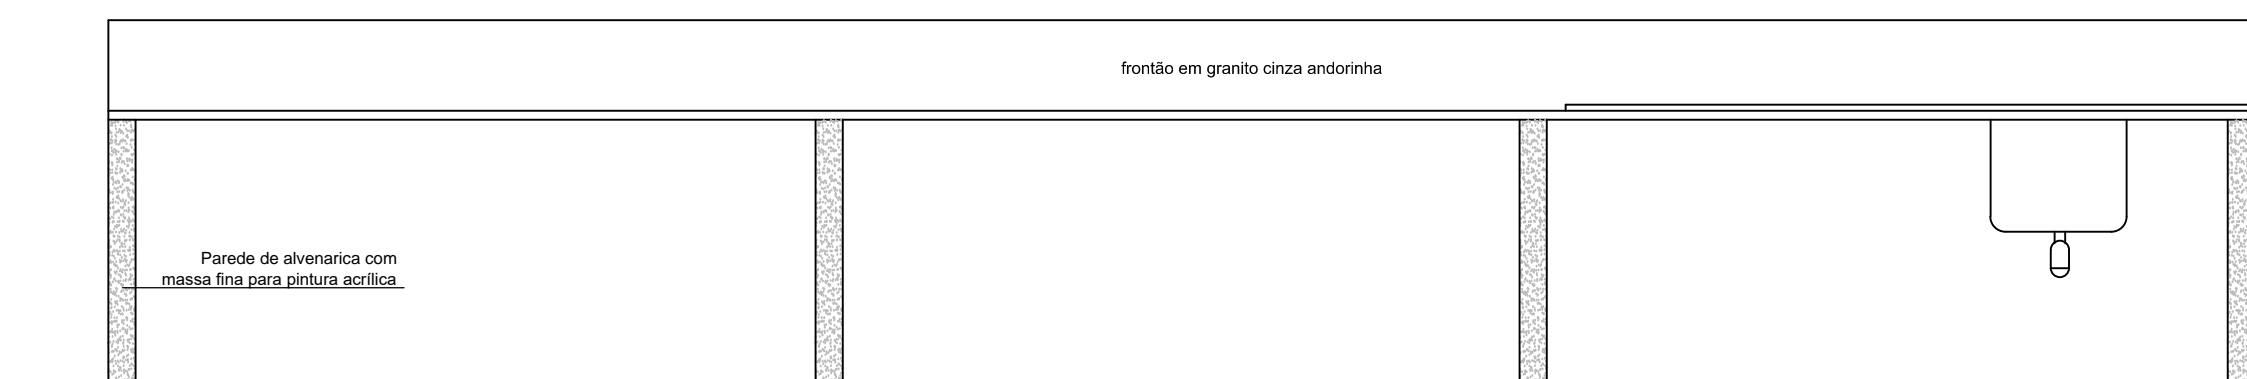 frontão em granito cinza andorinha
Parede de alvenarica com
massa fina para pintura acrílica